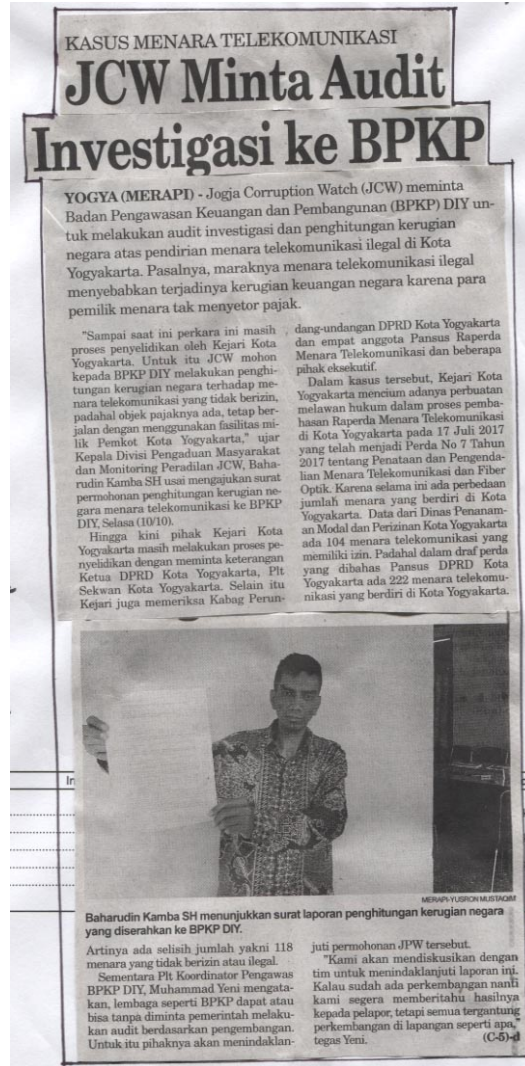 KASUS MENARA TELEKOMUNIKASI
JCW Minta Audit
Investigasi ke BPKP
YOGYA (MERAPI) - Jogja Corruption Watch (JCW) meminta
Badan Pengawasan Keuangan dan Pembangunan (BPKP) DIY un-
tuk melakukan audit investigasi dan penghitungan kerugian
negara atas pendirian menara telekomunikasi ilegal di Kota
Yogyakarta. Pasalnya, maraknya menara telekomunikasi ilegal
menyebabkan terjadinya kerugian keuangan negara karena para
pemilik menara tak menyetor pajak.
"Sampai saat ini perkara ini masih
proses penyelidikan oleh Kejari Kota
Yogyakarta. Untuk itu JCW mohon
kepada BPKP DIY melakukan penghi-
tungan kerugian negara terhadap me-
nara telekomunikasi yang tidak berizin,
padahal objek pajaknya ada, tetap ber-
jalan dengan menggunakan fasilitas mi-
lik Pemkot Kota Yogyakarta," ujar
Kepala Divisi Pengaduan Masyarakat
dan Monitoring Peradilan JCW, Baha-
rudin Kamba SH usai mengajukan surat
permohonan penghitungan kerugian ne-
gara menara telekomunikasi ke BPKP
DIY, Selasa (10/10).
Hingga kini pihak Kejari Kota
Yogyakarta masih melakukan proses pe-
nyelidikan dengan meminta keterangan
Ketua DPRD Kota Yogyakarta, Plt
Sekwan Kota Yogyakarta. Selain itu
Kejari juga memeriksa Kabag Perun-
dang-undangan DPRD Kota Yogyakarta
dan empat anggota Pansus Raperda
Menara Telekomunikasi dan beberapa
pihak eksekutif.
Dalam kasus tersebut, Kejari Kota
Yogyakarta mencium adanya perbuatan
melawan hukum dalam proses pemba-
hasan Raperda Menara Telekomunikasi
di Kota Yogyakarta pada 17 Juli 2017
yang telah menjadi Perda No 7 Tahun
2017 tentang Penataan dan Pengenda-
lian Menara Telekomunikasi dan Fiber
Optik. Karena selama ini ada perbedaan
jumlah menara yang berdiri di Kota
Yogyakarta. Data dari Dinas Penanam-
an Modal dan Perizinan Kota Yogyakarta
ada 104 menara telekomunikasi yang
memiliki izin. Padahal dalam draf perda
yang dibahas Pansus DPRD Kota
Yogyakarta ada 222 menara telekomu-
nikasi yang berdiri di Kota Yogyakarta.
MERAPI-YUSRON MUSTAQIM
Baharudin Kamba SH menunjukkan surat laporan penghitungan kerugian negara
yang diserahkan ke BPKP DIY.
Artinya ada selisih jumlah yakni 118
menara yang tidak berizin atau ilegal.
Sementara Plt Koordinator Pengawas
BPKP DIY, Muhammad Yeni mengata-
kan, lembaga seperti BPKP dapat atau
bisa tanpa diminta pemerintah melaku-
kan audit berdasarkan pengembangan.
Untuk itu pihaknya akan menindaklan-
juti permohonan JPW tersebut.
"Kami akan mendiskusikan dengan
tim untuk menindaklanjuti laporan ini.
Kalau sudah ada perkembangan nanti
kami segera memberitahu hasilnya
kepada pelapor, tetapi semua tergantung
perkembangan di lapangan seperti apa,"
tegas Yeni. (C-5)-d